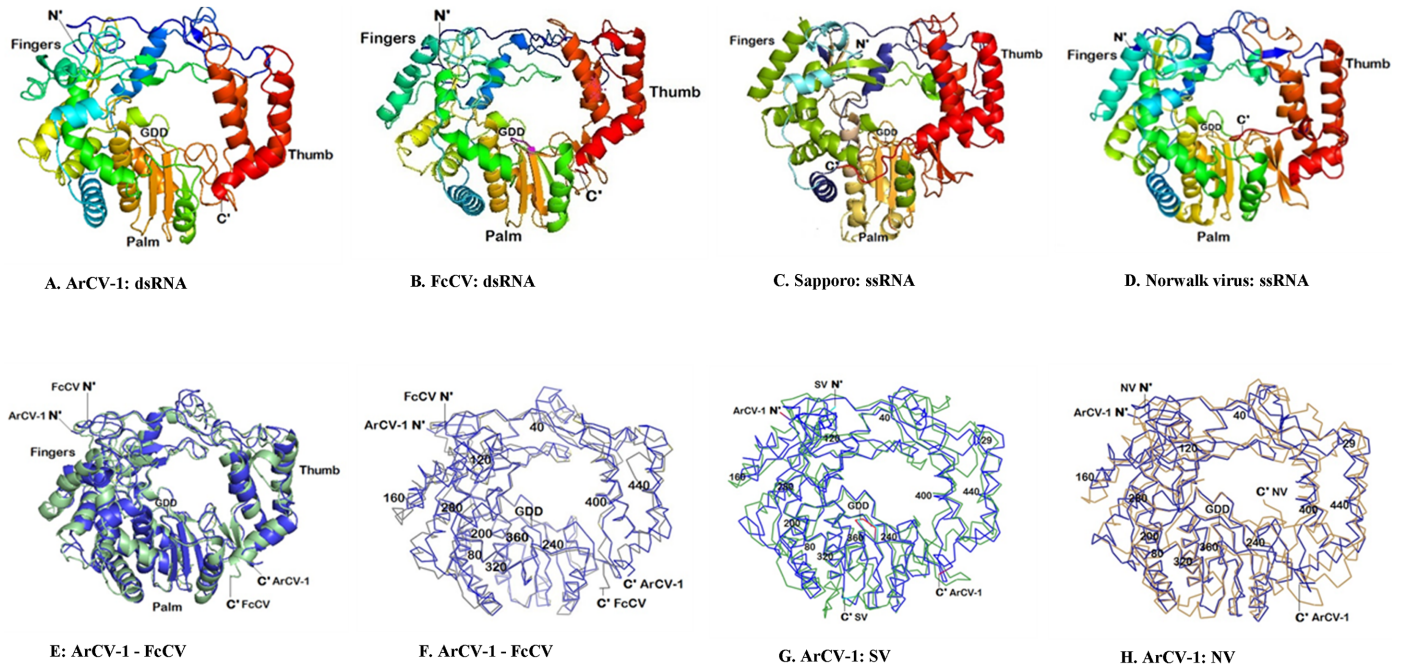 N'
Fingers
Thumb
GDD
C'
Palm
A. ArCV-1: dsRNA
N'
Fingers
Thumb
GDD
C'
Palm
B. FcCV: dsRNA
Fingers
N'
Thumb
GDD
C'
Palm
C. Sapporo: ssRNA
N'
Fingers
Thumb
GDD
C'
Palm
D. Norwalk virus: ssRNA
FcCV N'
ArCV-1 N'
Fingers
Thumb
GDD
C' ArCV-1
C' FcCV
Palm
E: ArCV-1 - FcCV
FcCV N'
ArCV-1 N'
40
120
160
280
440
400
GDD
200
360
240
80
320
C' ArCV-1
C' FcCV
F. ArCV-1 - FcCV
SV N'
ArCV-1 N'
40
29
120
160
280
440
400
GDD
200
360
240
80
320
C' ArCV-1
C' SV
G. ArCV-1: SV
NV N'
ArCV-1 N'
40
29
120
160
280
C' NV
440
400
GDD
200
360
240
80
320
C' ArCV-1
H. ArCV-1: NV